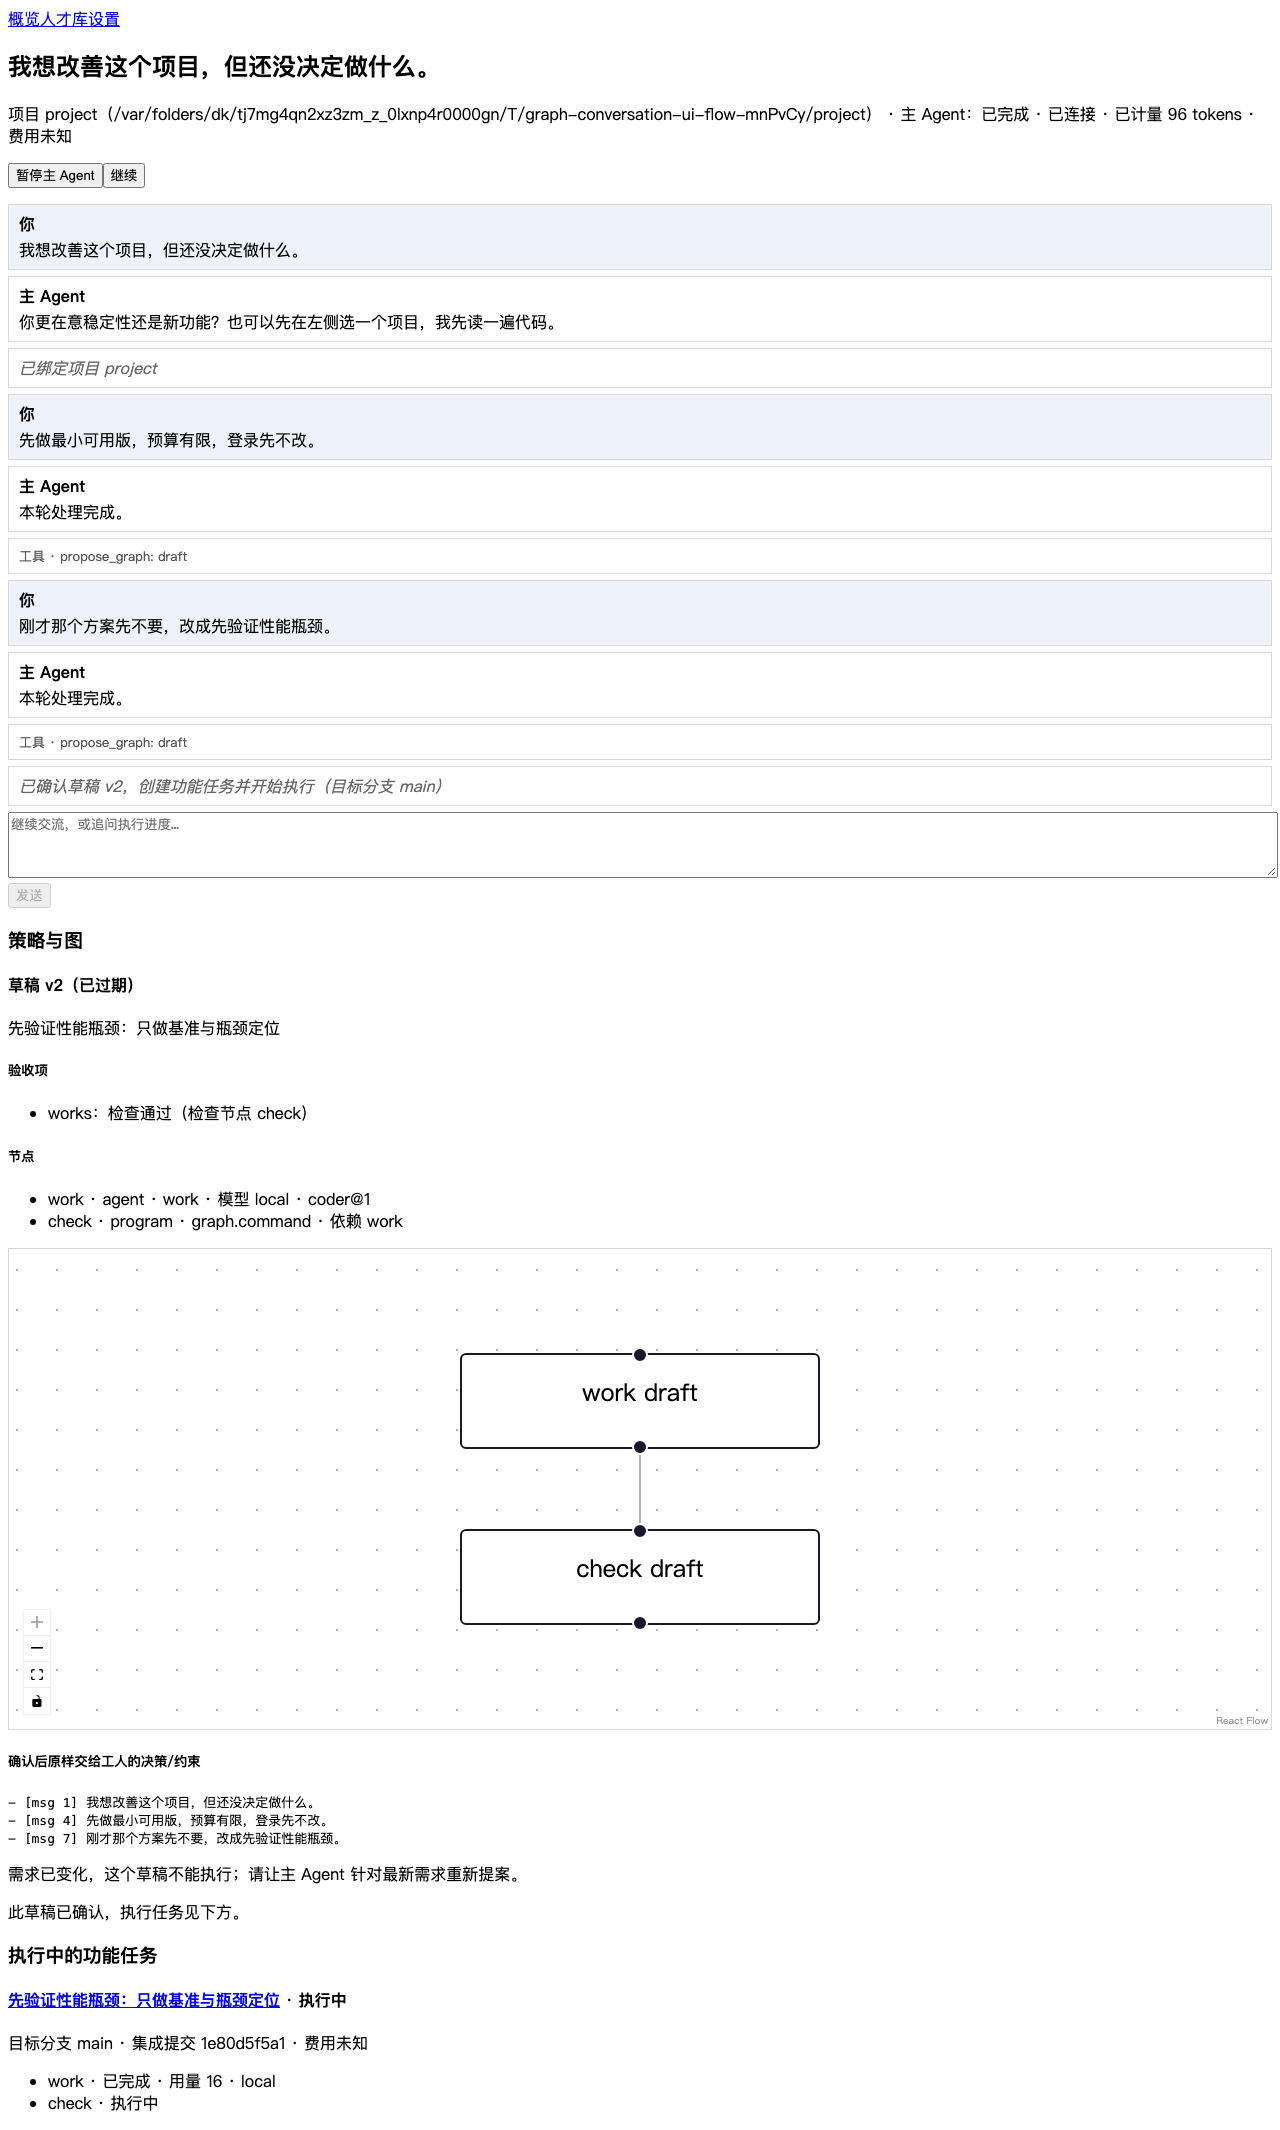 概览人才库设置
我想改善这个项目，但还没决定做什么。
项目 project（/var/folders/dk/tj7mg4qn2xz3zm_z_0lxnp4r0000gn/T/graph-conversation-ui-flow-mnPvCy/project） · 主 Agent：已完成 · 已连接 · 已计量 96 tokens ·
费用未知
暂停主 Agent 继续
你
我想改善这个项目，但还没决定做什么。
主 Agent
你更在意稳定性还是新功能？也可以先在左侧选一个项目，我先读一遍代码。
已绑定项目 project
你
先做最小可用版，预算有限，登录先不改。
主 Agent
本轮处理完成。
工具 · propose_graph: draft
你
刚才那个方案先不要，改成先验证性能瓶颈。
主 Agent
本轮处理完成。
工具 · propose_graph: draft
已确认草稿 v2，创建功能任务并开始执行（目标分支 main）
继续交流，或追问执行进度…
发送
策略与图
草稿 v2（已过期）
先验证性能瓶颈：只做基准与瓶颈定位
验收项
works：检查通过（检查节点 check）
节点
work · agent · work · 模型 local · coder@1
check · program · graph.command · 依赖 work
work draft
check draft
React Flow
确认后原样交给工人的决策/约束
– [msg 1] 我想改善这个项目，但还没决定做什么。
– [msg 4] 先做最小可用版，预算有限，登录先不改。
– [msg 7] 刚才那个方案先不要，改成先验证性能瓶颈。
需求已变化，这个草稿不能执行；请让主 Agent 针对最新需求重新提案。
此草稿已确认，执行任务见下方。
执行中的功能任务
先验证性能瓶颈：只做基准与瓶颈定位 · 执行中
目标分支 main · 集成提交 1e80d5f5a1 · 费用未知
work · 已完成 · 用量 16 · local
check · 执行中